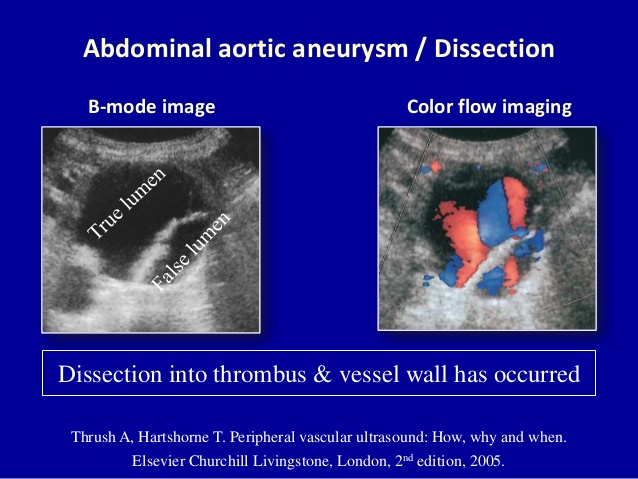 Abdominal aortic aneurysm / Dissection
B-mode image
Color flow imaging
True lumen
False lumen
Dissection into thrombus & vessel wall has occurred
Thrush A, Hartshorne T. Peripheral vascular ultrasound: How, why and when.
Elsevier Churchill Livingstone, London, 2nd edition, 2005.